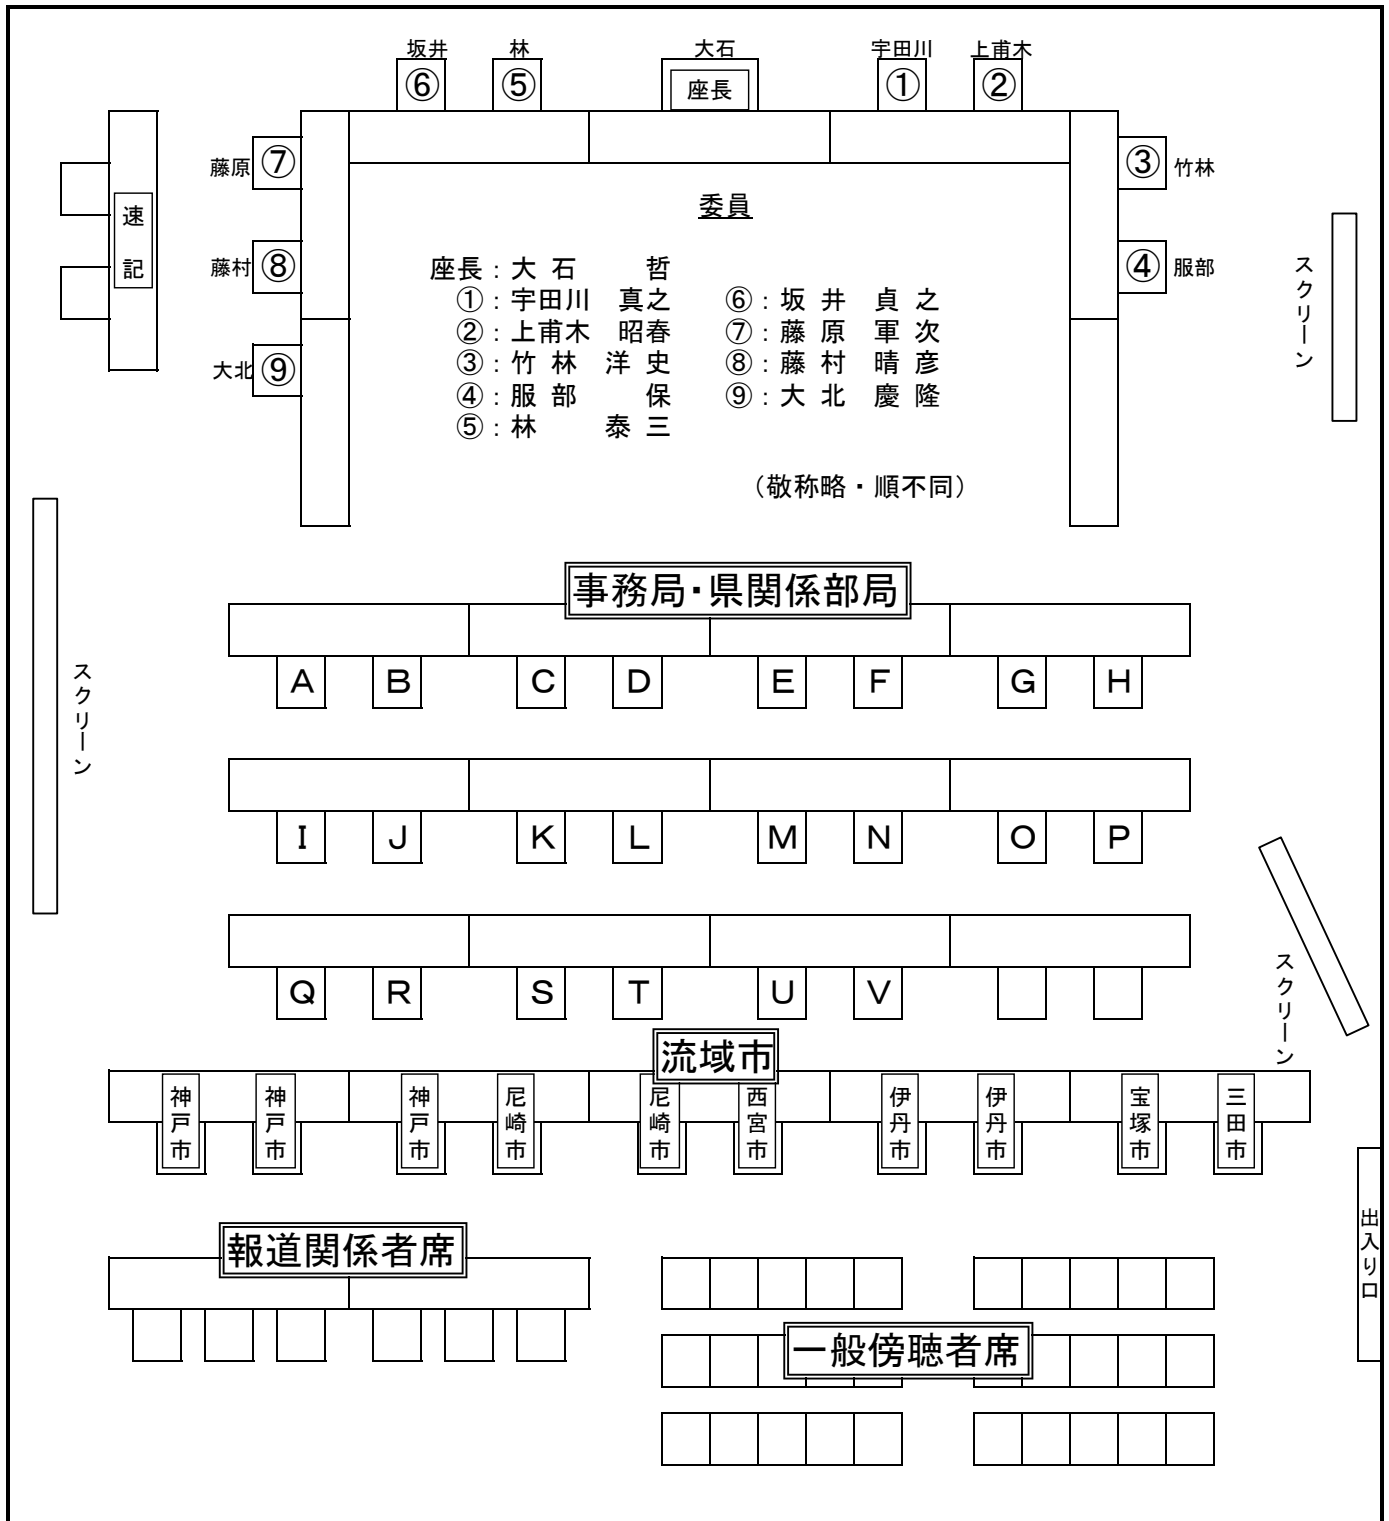 坂井 林 大石 宇田川 上甫木
⑥ ⑤ 座長 ① ②
藤原 ⑦ ③ 竹林
速記
藤村 ⑧ ④ 服部
大北 ⑨
スクリーン
委員
座長：大石 哲
①：宇田川 真之 ⑥：坂井 貞之
②：上甫木 昭春 ⑦：藤原 軍次
③：竹林 洋史 ⑧：藤村 晴彦
④：服部 保 ⑨：大北 慶隆
⑤：林 泰三
（敬称略・順不同）
事務局・県関係部局
A B C D E F G H
スクリーン
I J K L M N O P
Q R S T U V
スクリーン
流域市
神戸市 神戸市 神戸市 尼崎市 尼崎市 西宮市 伊丹市 伊丹市 宝塚市 三田市
出入り口
報道関係者席
一般傍聴者席